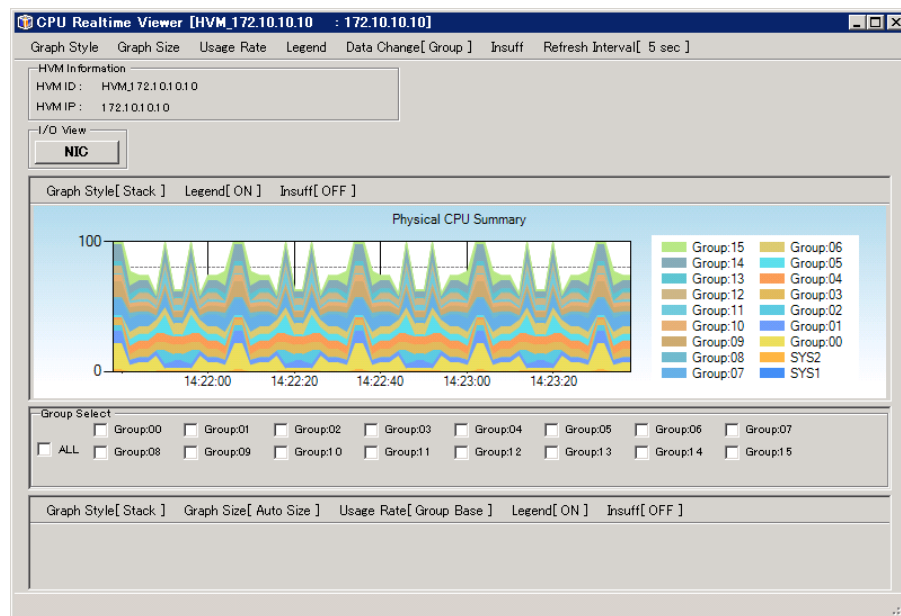 CPU Realtime Viewer [HVM_172.10.10.10 : 172.10.10.10]
Graph Style Graph Size Usage Rate Legend Data Change[ Group ] Insuff Refresh Interval[ 5 sec ]
HVM Information
HVM ID : HVM_172.10.10.10
HVM IP : 172.10.10.10
I/O View
NIC
Graph Style[ Stack ] Legend[ ON ] Insuff[ OFF ]
Physical CPU Summary
100
0
14:22:00 14:22:20 14:22:40 14:23:00 14:23:20
Group:15 Group:06
Group:14 Group:05
Group:13 Group:04
Group:12 Group:03
Group:11 Group:02
Group:10 Group:01
Group:09 Group:00
Group:08 SYS2
Group:07 SYS1
Group Select
Group:00 Group:01 Group:02 Group:03 Group:04 Group:05 Group:06 Group:07
ALL Group:08 Group:09 Group:10 Group:11 Group:12 Group:13 Group:14 Group:15
Graph Style[ Stack ] Graph Size[ Auto Size ] Usage Rate[ Group Base ] Legend[ ON ] Insuff[ OFF ]